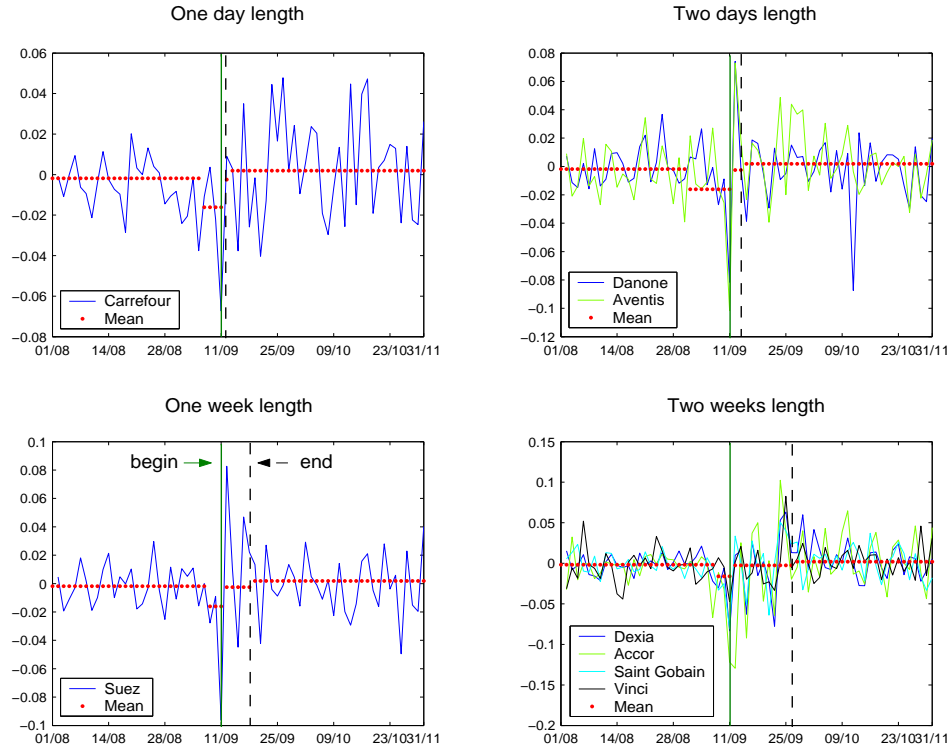 One day length
0.06
0.04
0.02
0
−0.02
−0.04
−0.06
−0.08
01/08 14/08 28/08 11/09 25/09 09/10 23/1031/11
Carrefour
Mean
Two days length
0.08
0.06
0.04
0.02
0
−0.02
−0.04
−0.06
−0.08
−0.1
−0.12
01/08 14/08 28/08 11/09 25/09 09/10 23/1031/11
Danone
Aventis
Mean
One week length
0.1
0.08
0.06
0.04
0.02
0
−0.02
−0.04
−0.06
−0.08
−0.1
01/08 14/08 28/08 11/09 25/09 09/10 23/1031/11
begin
end
Suez
Mean
Two weeks length
0.15
0.1
0.05
0
−0.05
−0.1
−0.15
−0.2
01/08 14/08 28/08 11/09 25/09 09/10 23/1031/11
Dexia
Accor
Saint Gobain
Vinci
Mean